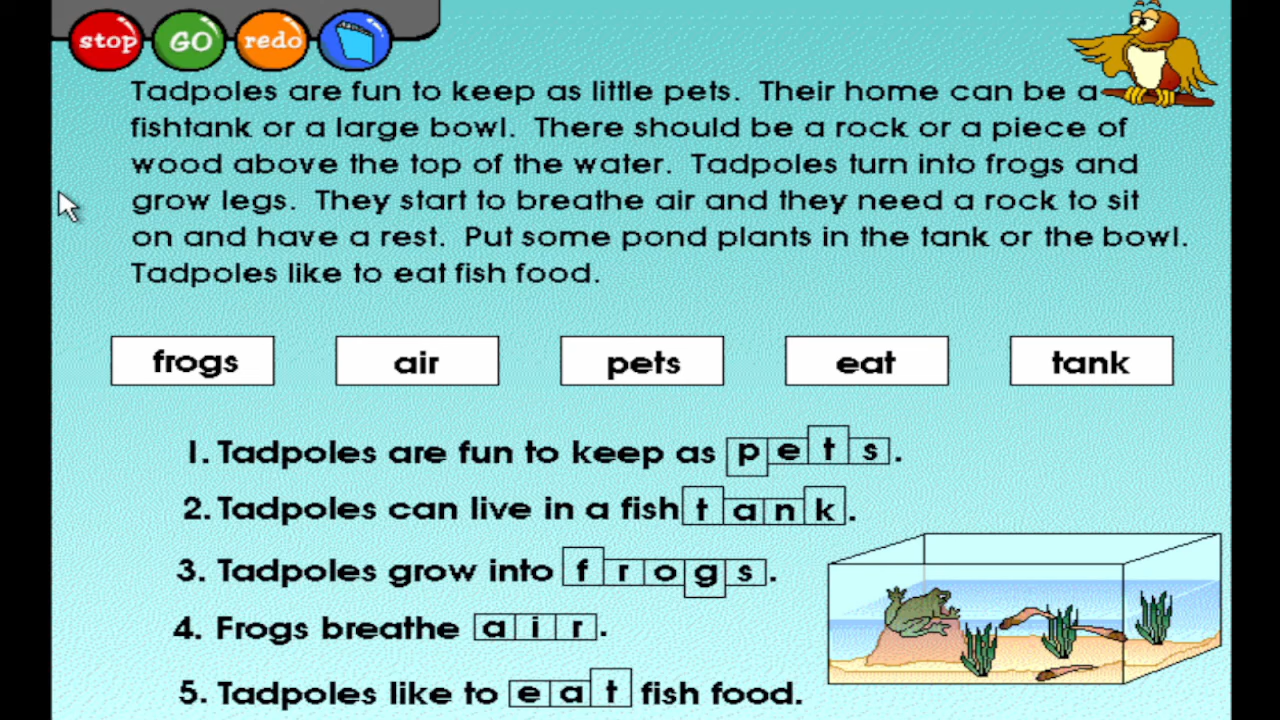 stop GO redo
Tadpoles are fun to keep as little pets. Their home can be a
fishtank or a large bowl. There should be a rock or a piece of
wood above the top of the water. Tadpoles turn into frogs and
grow legs. They start to breathe air and they need a rock to sit
on and have a rest. Put some pond plants in the tank or the bowl.
Tadpoles like to eat fish food.
frogs air pets eat tank
1. Tadpoles are fun to keep as pets.
2. Tadpoles can live in a fishtank.
3. Tadpoles grow into frogs.
4. Frogs breathe air.
5. Tadpoles like to eat fish food.